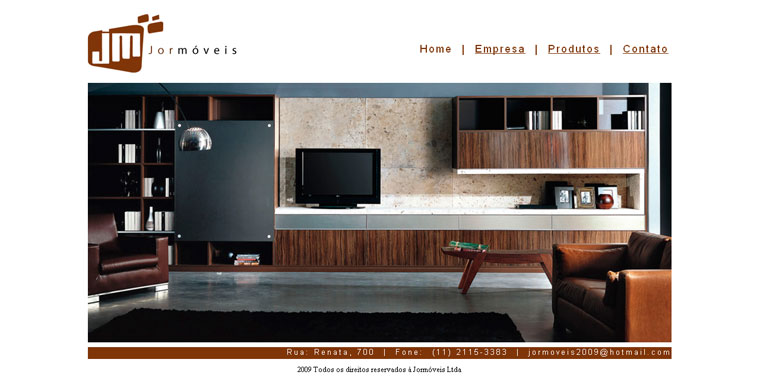 jm Jormóveis
Home | Empresa | Produtos | Contato
Rua: Renata, 700 | Fone: (11) 2115-3383 | jormoveis2009@hotmail.com
2009 Todos os direitos reservados à Jormóveis Ltda